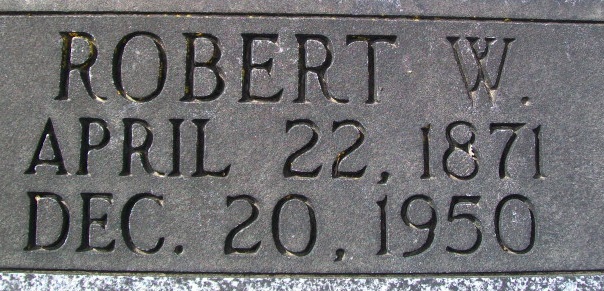 ROBERT W.
APRIL 22, 1871
DEC. 20, 1950